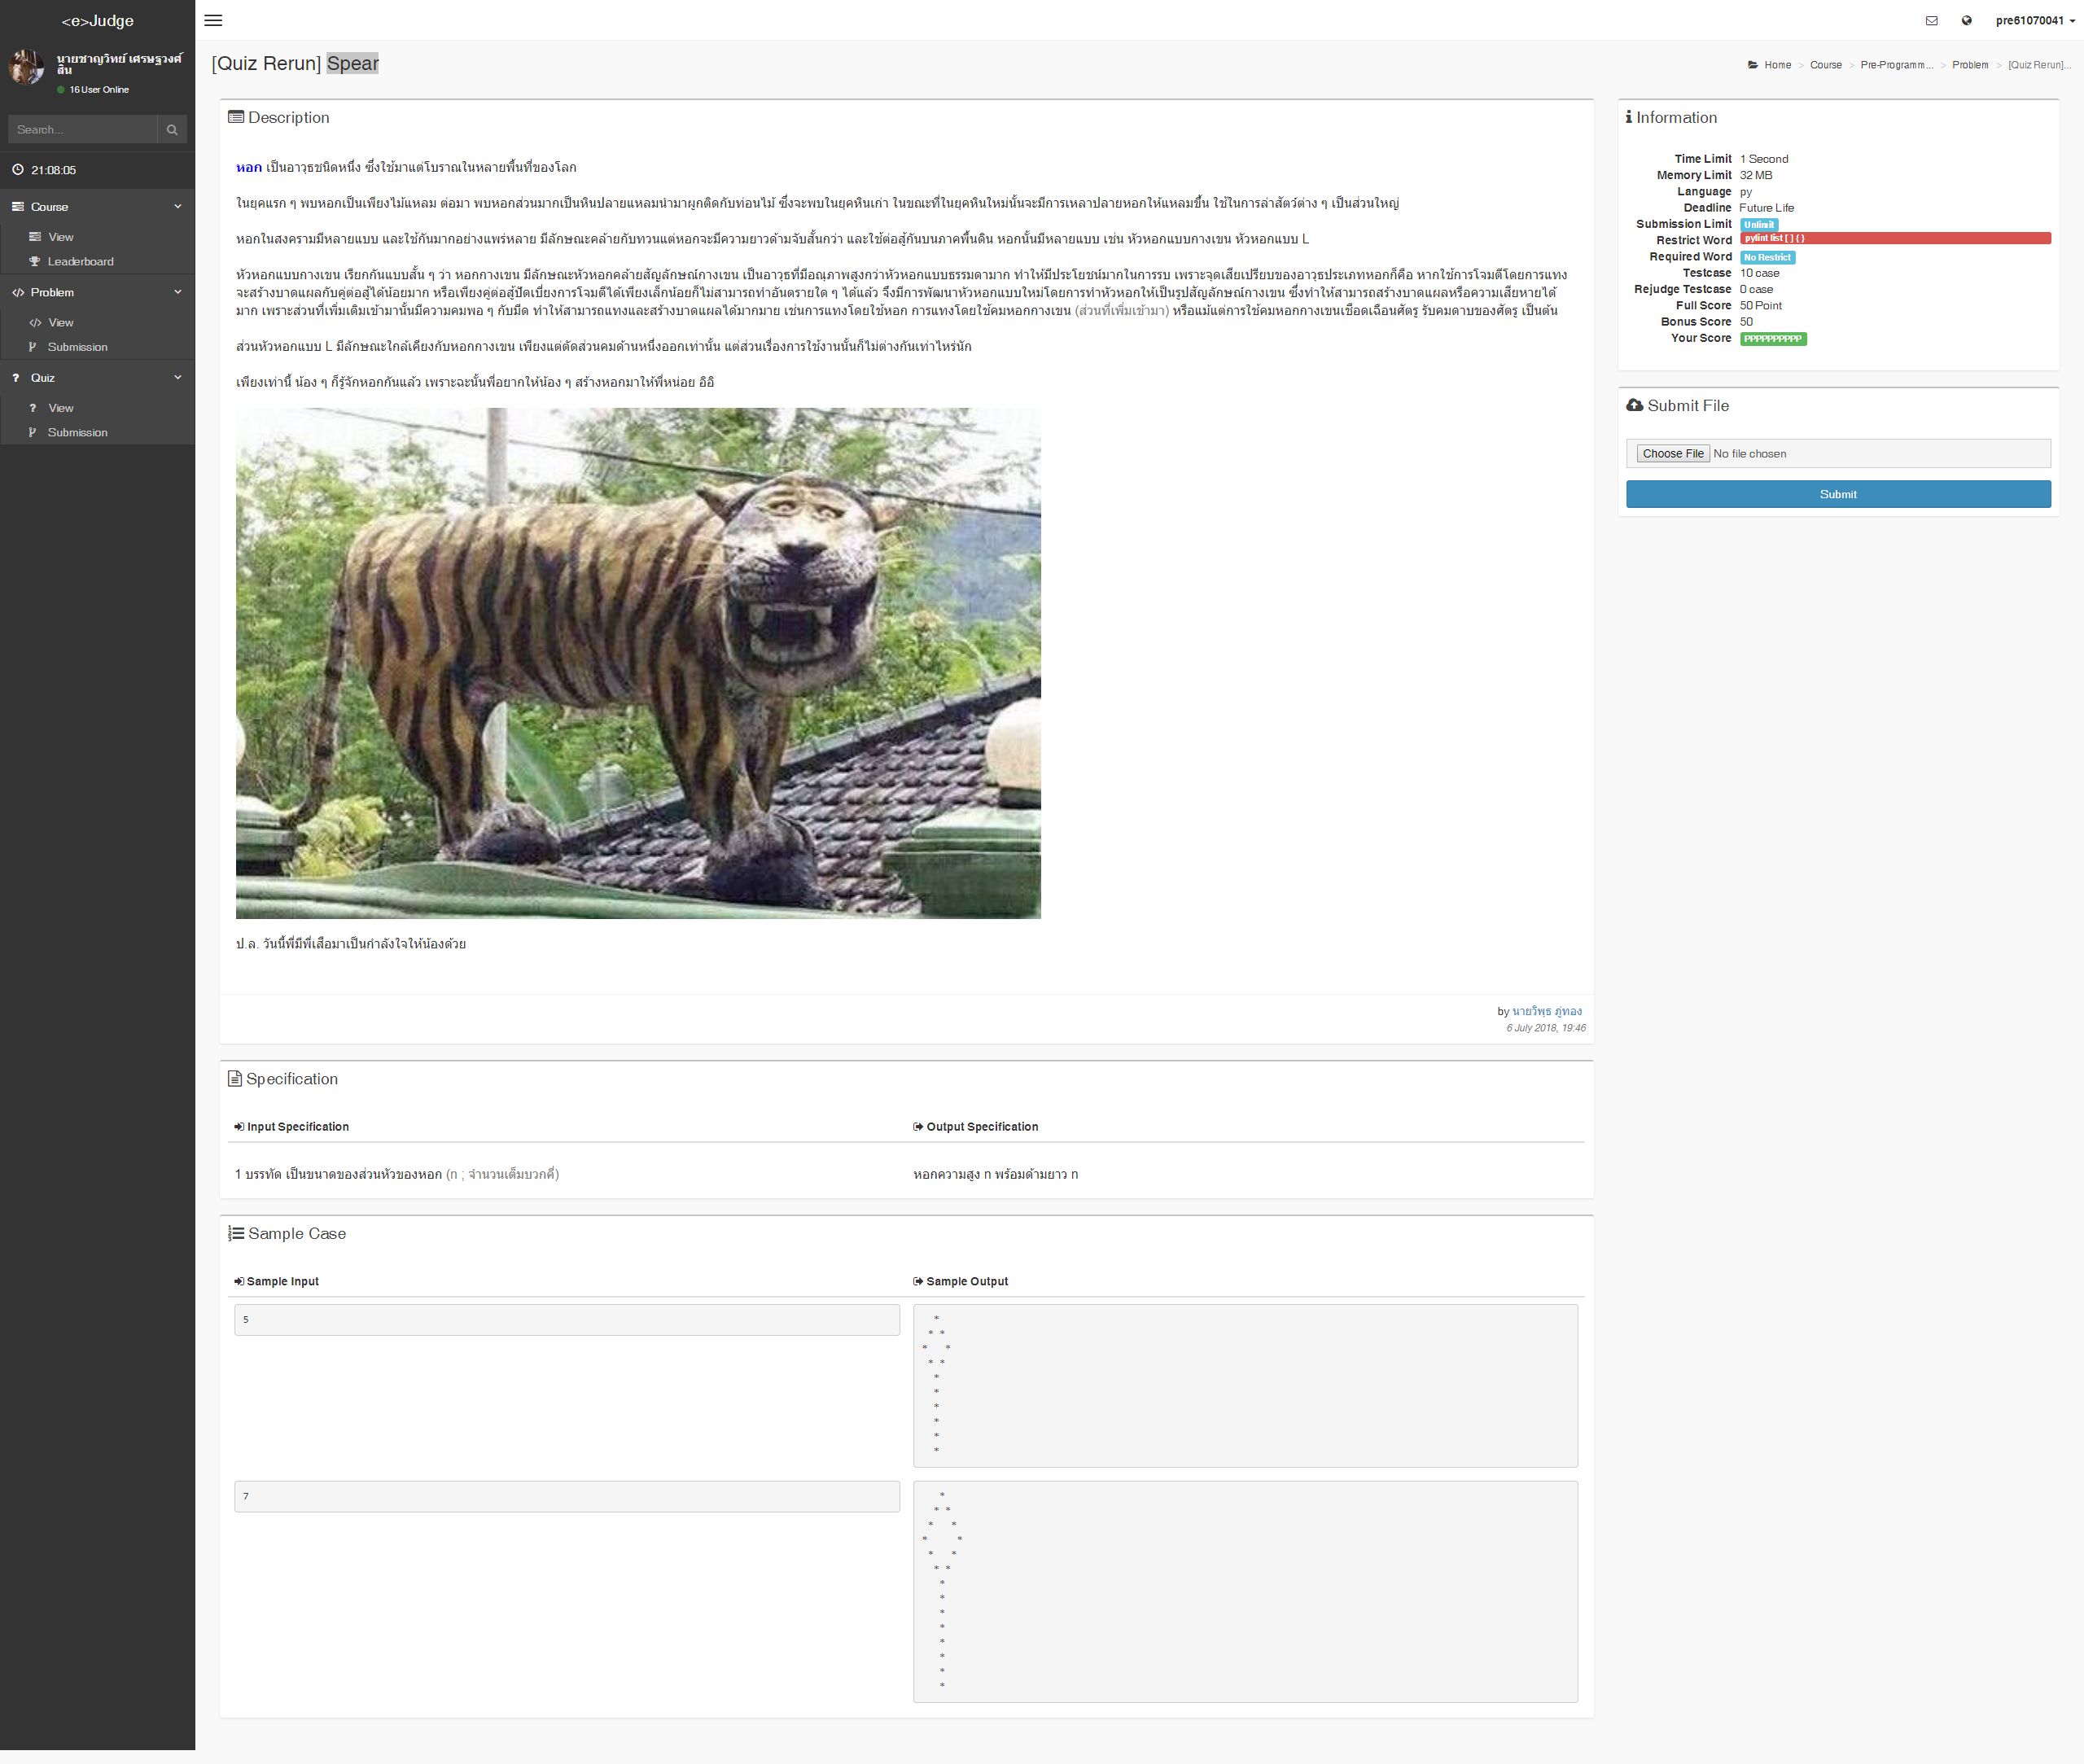 <e>Judge
pre61070041
นายชาญวิทย์ เศรษฐวงศ์
สิน
16 User Online
Search...
21:08:05
Course
View
Leaderboard
Problem
View
Submission
Quiz
View
Submission
[Quiz Rerun] Spear
Home > Course > Pre-Programm... > Problem > [Quiz Rerun]...
Description
หอก เป็นอาวุธชนิดหนึ่ง ซึ่งใช้มาแต่โบราณในหลายพื้นที่ของโลก
ในยุคแรก ๆ พบหอกเป็นเพียงไม้แหลม ต่อมา พบหอกส่วนมากเป็นหินปลายแหลมนำมาผูกติดกับท่อนไม้ ซึ่งจะพบในยุคหินเก่า ในขณะที่ในยุคหินใหม่นั้นจะมีการเหลาปลายหอกให้แหลมขึ้น ใช้ในการล่าสัตว์ต่าง ๆ เป็นส่วนใหญ่
หอกในสงครามมีหลายแบบ และใช้กันมากอย่างแพร่หลาย มีลักษณะคล้ายกับทวนแต่หอกจะมีความยาวด้ามจับสั้นกว่า และใช้ต่อสู้กันบนภาคพื้นดิน หอกนั้นมีหลายแบบ เช่น หัวหอกแบบกางเขน หัวหอกแบบ L
หัวหอกแบบกางเขน เรียกกันแบบสั้น ๆ ว่า หอกกางเขน มีลักษณะหัวหอกคล้ายสัญลักษณ์กางเขน เป็นอาวุธที่มีอณุภาพสูงกว่าหัวหอกแบบธรรมดามาก ทำให้มีประโยชน์มากในการรบ เพราะจุดเสียเปรียบของอาวุธประเภทหอกก็คือ หากใช้การโจมตีโดยการแทง
จะสร้างบาดแผลกับคู่ต่อสู้ได้น้อยมาก หรือเพียงคู่ต่อสู้ปัดเบี่ยงการโจมตีได้เพียงเล็กน้อยก็ไม่สามารถทำอันตรายใด ๆ ได้แล้ว จึงมีการพัฒนาหัวหอกแบบใหม่โดยการทำหัวหอกให้เป็นรูปสัญลักษณ์กางเขน ซึ่งทำให้สามารถสร้างบาดแผลหรือความเสียหายได้
มาก เพราะส่วนที่เพิ่มเติมเข้ามานั้นมีความคมพอ ๆ กับมีด ทำให้สามารถแทงและสร้างบาดแผลได้มากมาย เช่นการแทงโดยใช้หอก การแทงโดยใช้คมหอกกางเขน (ส่วนที่เพิ่มเข้ามา) หรือแม้แต่การใช้คมหอกกางเขนเชือดเฉือนศัตรู รับคมดาบของศัตรู เป็นต้น
ส่วนหัวหอกแบบ L มีลักษณะใกล้เคียงกับหอกกางเขน เพียงแต่ตัดส่วนคมด้านหนึ่งออกเท่านั้น แต่ส่วนเรื่องการใช้งานนั้นก็ไม่ต่างกันเท่าไหร่นัก
เพียงเท่านี้ น้อง ๆ ก็รู้จักหอกกันแล้ว เพราะฉะนั้นพี่อยากให้น้อง ๆ สร้างหอกมาให้พี่หน่อย อิอิ
ป.ล. วันนี้พี่มีพี่เสือมาเป็นกำลังใจให้น้องด้วย
by นายวิพุธ ภู่ทอง
6 July 2018, 19:46
Information
Time Limit 1 Second
Memory Limit 32 MB
Language py
Deadline Future Life
Submission Limit Unlimit
Restrict Word pylint list [ ] { }
Required Word No Restrict
Testcase 10 case
Rejudge Testcase 0 case
Full Score 50 Point
Bonus Score 50
Your Score PPPPPPPPPP
Submit File
Choose File No file chosen
Submit
Specification
Input Specification
Output Specification
1 บรรทัด เป็นขนาดของส่วนหัวของหอก (n ; จำนวนเต็มบวกคี่)
หอกความสูง n พร้อมด้ามยาว n
Sample Case
Sample Input
Sample Output
5
  *
 * *
*   *
 * *
  *
  *
  *
  *
  *
  *
7
   *
  * *
 *   *
*     *
 *   *
  * *
   *
   *
   *
   *
   *
   *
   *
   *